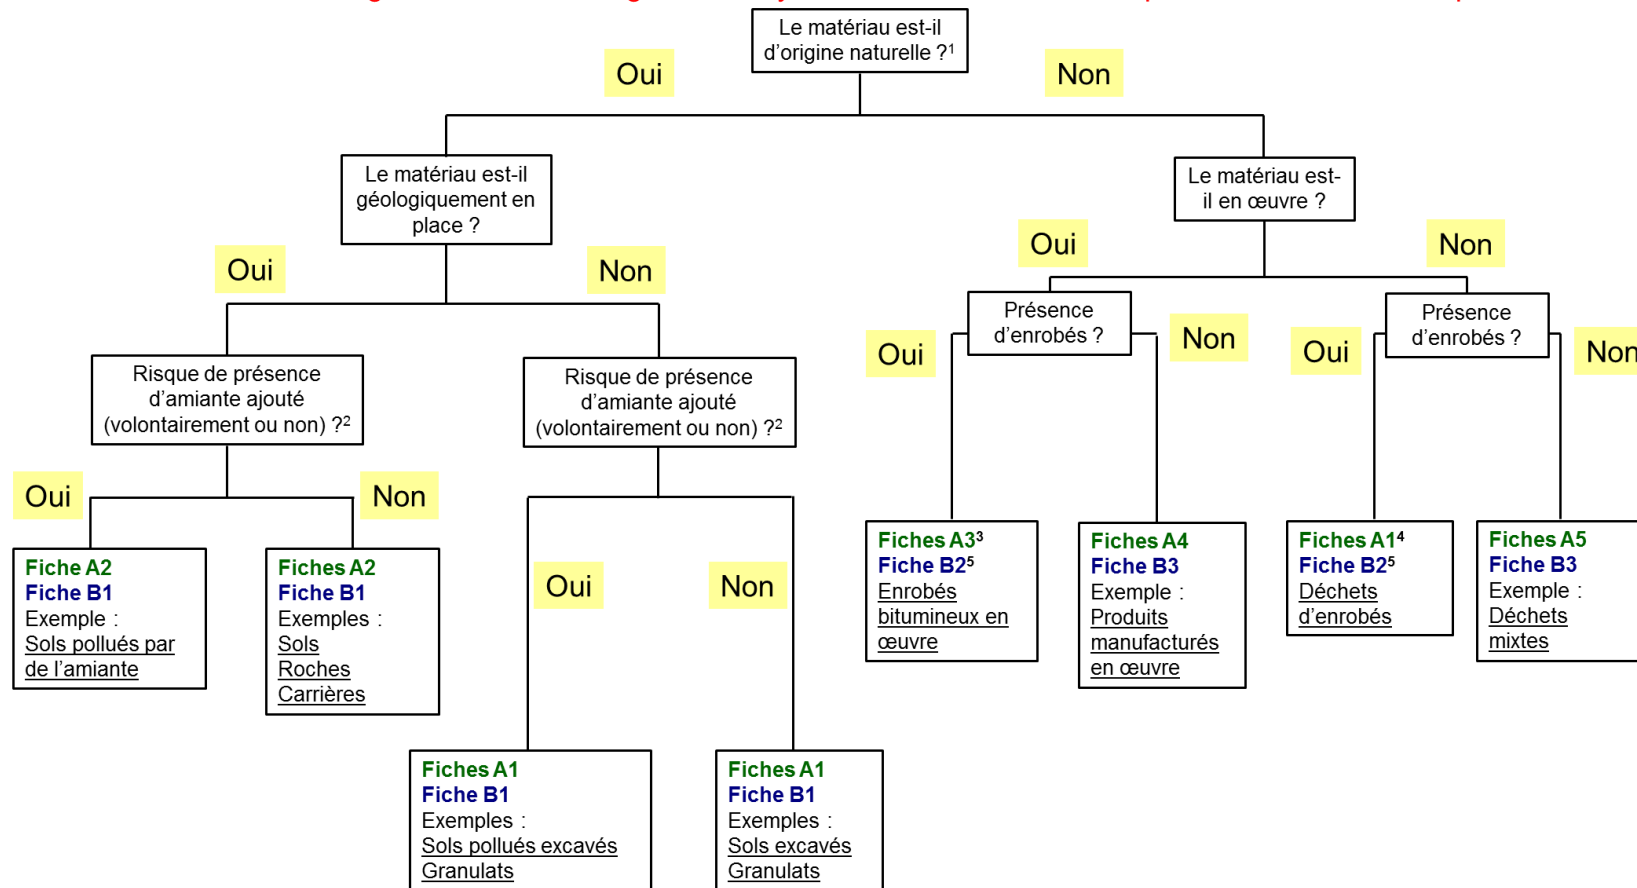 Le matériau est-il
d'origine naturelle ?¹
Oui
Non
Le matériau est-il
géologiquement en
place ?
Le matériau est-
il en œuvre ?
Oui
Non
Oui
Non
Présence
d'enrobés ?
Présence
d'enrobés ?
Oui
Non
Oui
Non
Risque de présence
d'amiante ajouté
(volontairement ou non) ?²
Risque de présence
d'amiante ajouté
(volontairement ou non) ?²
Oui
Non
Oui
Non
Fiche A2
Fiche B1
Exemple :
Sols pollués par
de l'amiante
Fiches A2
Fiche B1
Exemples :
Sols
Roches
Carrières
Fiches A3³
Fiche B2⁵
Enrobés
bitumineux en
œuvre
Fiches A4
Fiche B3
Exemple :
Produits
manufacturés
en œuvre
Fiches A1⁴
Fiche B2⁵
Déchets
d'enrobés
Fiches A5
Fiche B3
Exemple :
Déchets
mixtes
Fiches A1
Fiche B1
Exemples :
Sols pollués excavés
Granulats
Fiches A1
Fiche B1
Exemples :
Sols excavés
Granulats